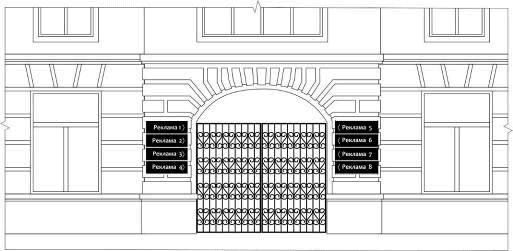 Реклама 1⟩
Реклама 2⟩
Реклама 3⟩
Реклама 4⟩
⟨ Реклама 5
⟨ Реклама 6
⟨ Реклама 7
⟨ Реклама 8